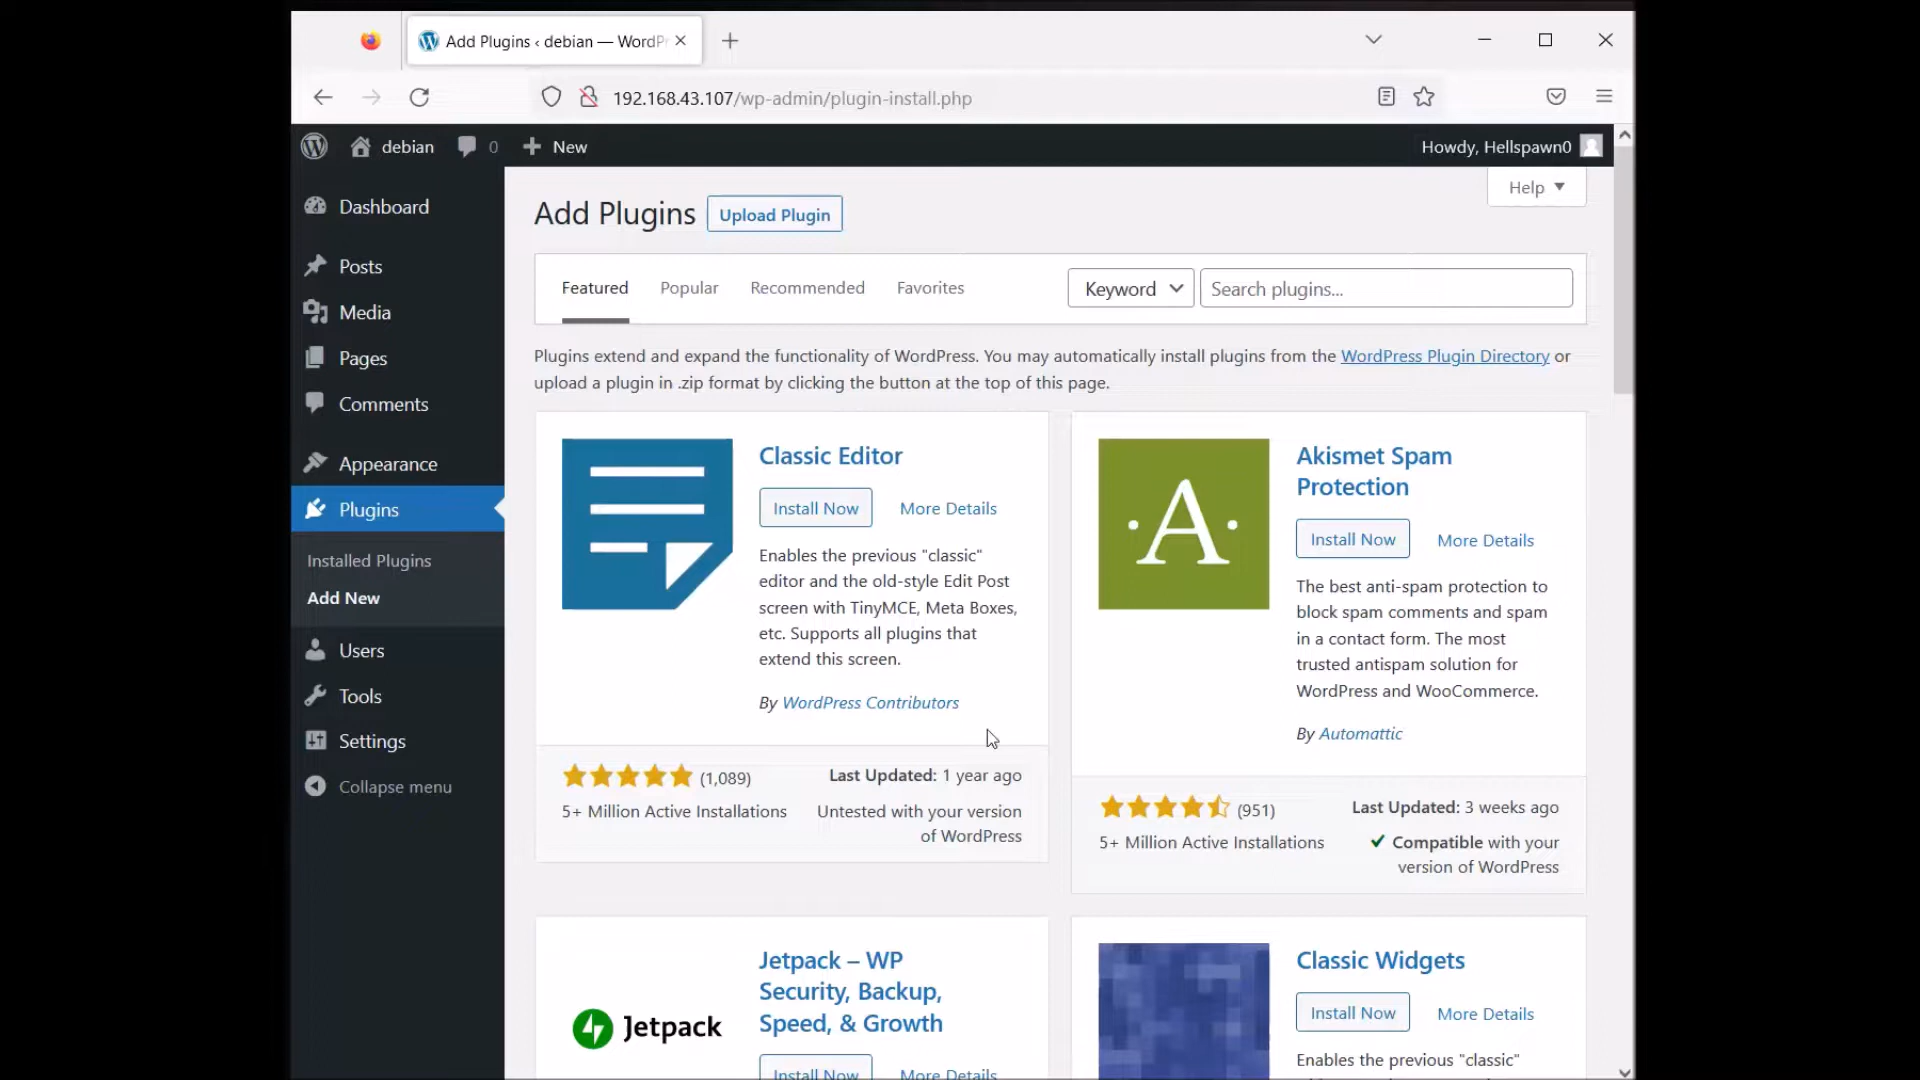 Add Plugins ‹ debian — WordPr
192.168.43.107/wp-admin/plugin-install.php
debian
0
New
Howdy, Hellspawn0
Help
Dashboard
Posts
Media
Pages
Comments
Appearance
Plugins
Installed Plugins
Add New
Users
Tools
Settings
Collapse menu
Add Plugins
Upload Plugin
Featured
Popular
Recommended
Favorites
Keyword
Search plugins...
Plugins extend and expand the functionality of WordPress. You may automatically install plugins from the WordPress Plugin Directory or
upload a plugin in .zip format by clicking the button at the top of this page.
Classic Editor
Install Now
More Details
Enables the previous "classic"
editor and the old-style Edit Post
screen with TinyMCE, Meta Boxes,
etc. Supports all plugins that
extend this screen.
By WordPress Contributors
(1,089)
Last Updated: 1 year ago
5+ Million Active Installations
Untested with your version
of WordPress
A
Akismet Spam
Protection
Install Now
More Details
The best anti-spam protection to
block spam comments and spam
in a contact form. The most
trusted antispam solution for
WordPress and WooCommerce.
By Automattic
(951)
Last Updated: 3 weeks ago
5+ Million Active Installations
Compatible with your
version of WordPress
Jetpack
Jetpack – WP
Security, Backup,
Speed, & Growth
Install Now
More Details
Classic Widgets
Install Now
More Details
Enables the previous "classic"